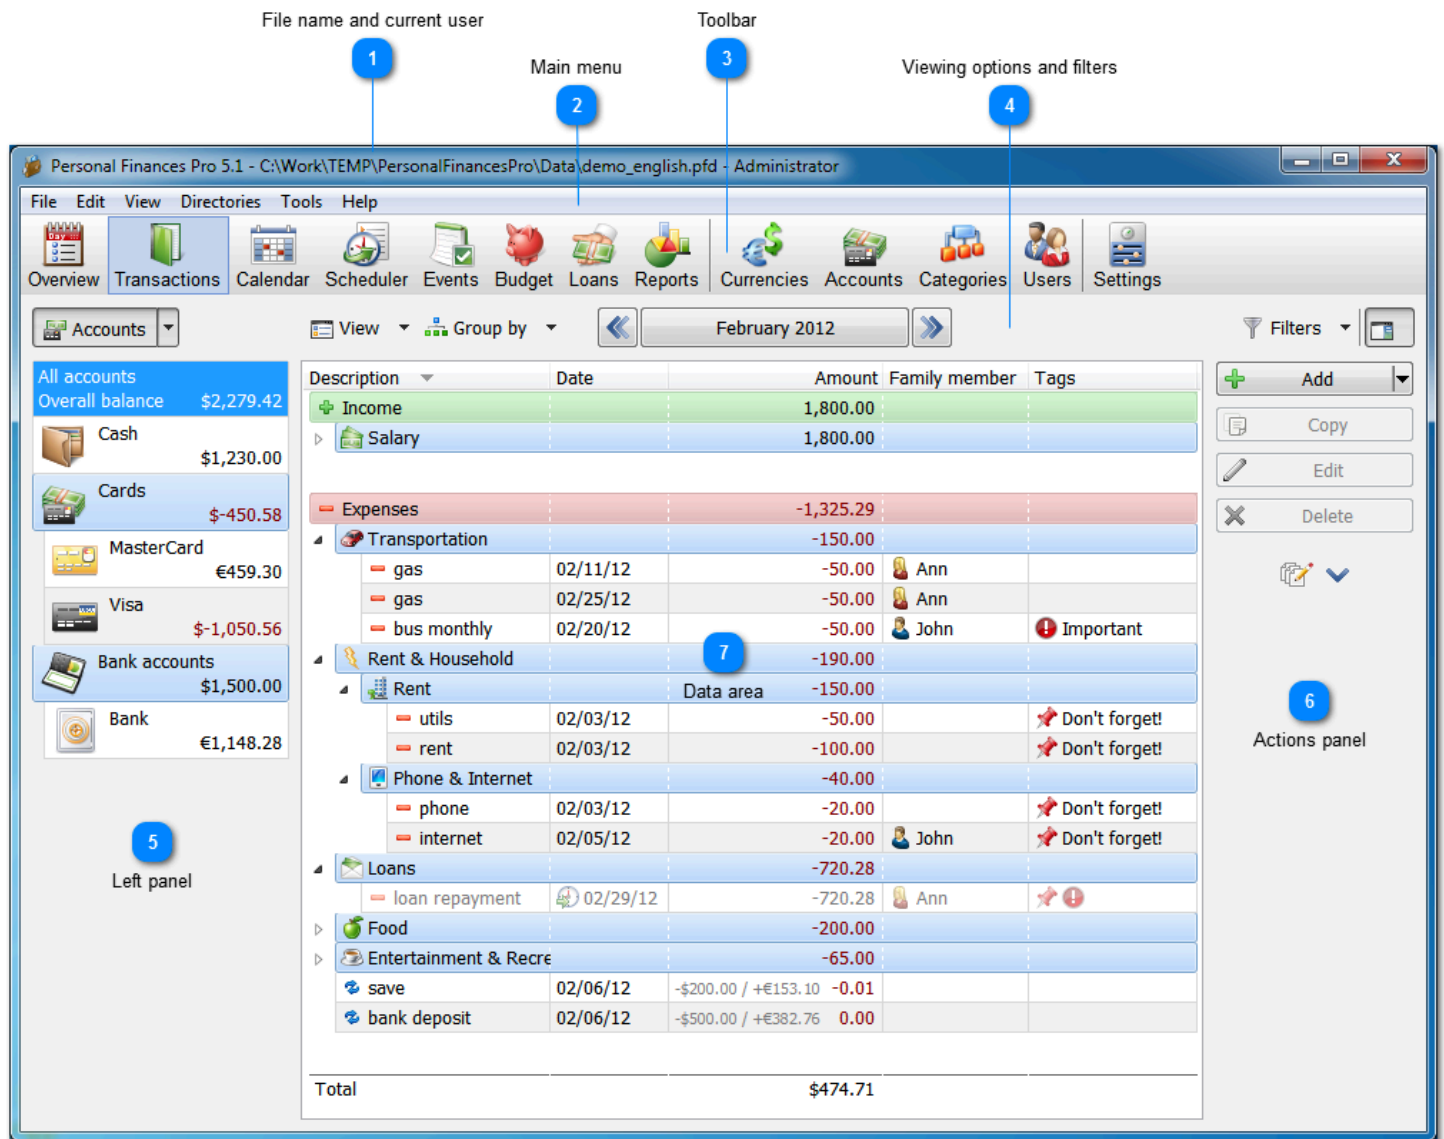 File name and current user
Toolbar
1
Main menu
3
Viewing options and filters
2
4
Personal Finances Pro 5.1 - C:\Work\TEMP\PersonalFinancesPro\Data\demo_english.pfd - Administrator
File Edit View Directories Tools Help
Overview Transactions Calendar Scheduler Events Budget Loans Reports Currencies Accounts Categories Users Settings
Accounts View Group by February 2012 Filters
All accounts
Overall balance $2,279.42
Cash
$1,230.00
Cards
$-450.58
MasterCard
€459.30
Visa
$-1,050.56
Bank accounts
$1,500.00
Bank
€1,148.28
5
Left panel
Description Date Amount Family member Tags
Income 1,800.00
Salary 1,800.00
Expenses -1,325.29
Transportation -150.00
gas 02/11/12 -50.00 Ann
gas 02/25/12 -50.00 Ann
bus monthly 02/20/12 -50.00 John Important
Rent & Household -190.00
7
Rent -150.00
Data area
utils 02/03/12 -50.00 Don't forget!
rent 02/03/12 -100.00 Don't forget!
Phone & Internet -40.00
phone 02/03/12 -20.00 Don't forget!
internet 02/05/12 -20.00 John Don't forget!
Loans -720.28
loan repayment 02/29/12 -720.28 Ann
Food -200.00
Entertainment & Recre -65.00
save 02/06/12 -$200.00 / +€153.10 -0.01
bank deposit 02/06/12 -$500.00 / +€382.76 0.00
Total $474.71
Add
Copy
Edit
Delete
6
Actions panel